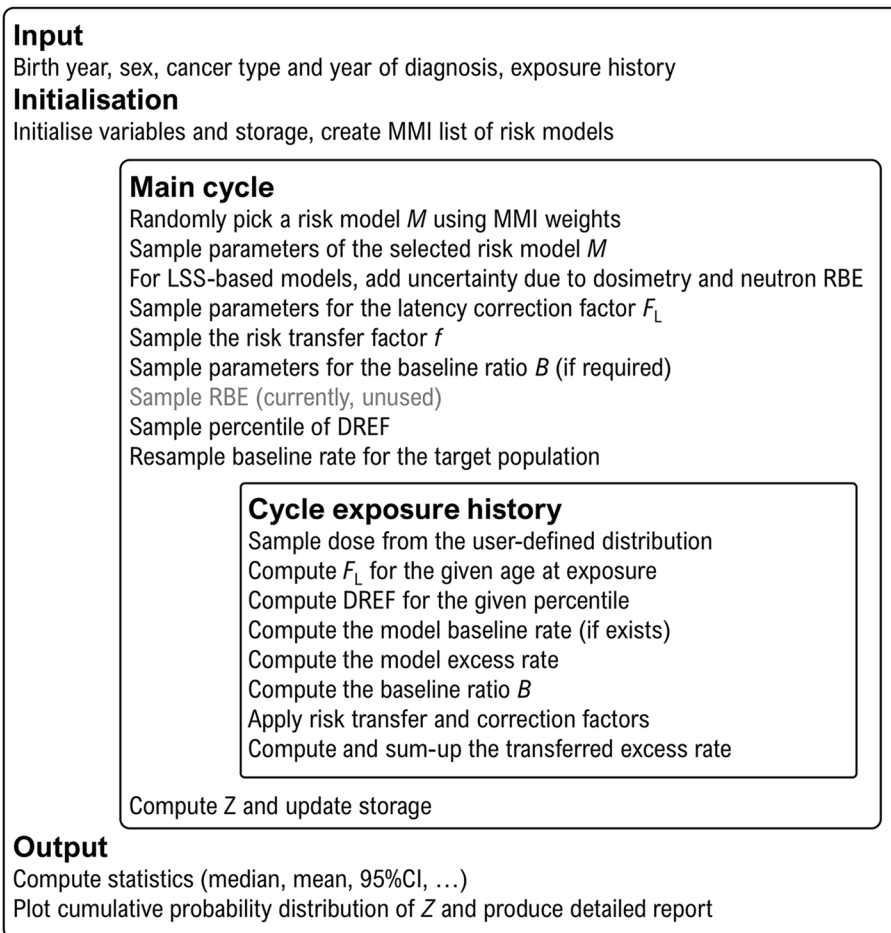 Input
Birth year, sex, cancer type and year of diagnosis, exposure history
Initialisation
Initialise variables and storage, create MMI list of risk models
Main cycle
Randomly pick a risk model M using MMI weights
Sample parameters of the selected risk model M
For LSS-based models, add uncertainty due to dosimetry and neutron RBE
Sample parameters for the latency correction factor F_L
Sample the risk transfer factor f
Sample parameters for the baseline ratio B (if required)
Sample RBE (currently, unused)
Sample percentile of DREF
Resample baseline rate for the target population
Cycle exposure history
Sample dose from the user-defined distribution
Compute F_L for the given age at exposure
Compute DREF for the given percentile
Compute the model baseline rate (if exists)
Compute the model excess rate
Compute the baseline ratio B
Apply risk transfer and correction factors
Compute and sum-up the transferred excess rate
Compute Z and update storage
Output
Compute statistics (median, mean, 95%CI, …)
Plot cumulative probability distribution of Z and produce detailed report